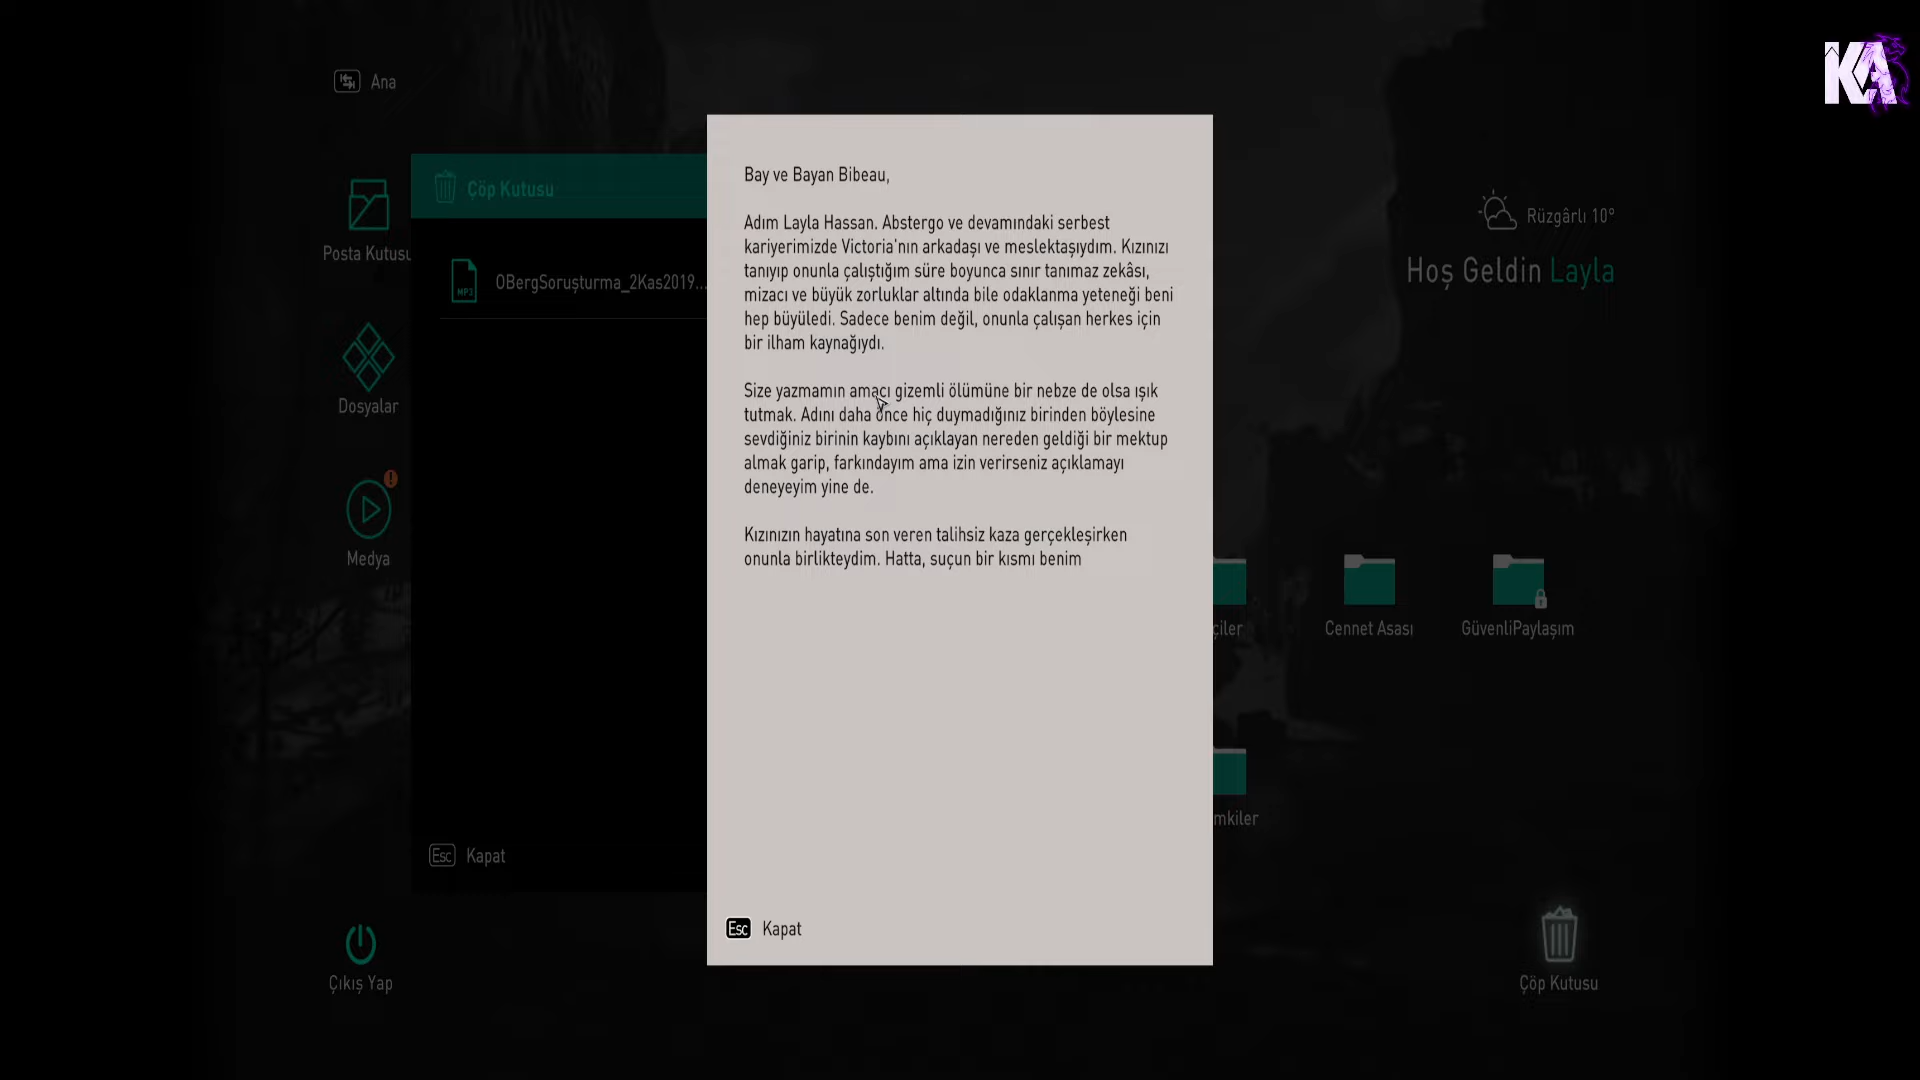 KA
Ana
Çöp Kutusu
Posta Kutusu
OBergSoruşturma_2Kas2019...
MP3
Dosyalar
Medya
Esc Kapat
Çıkış Yap
Bay ve Bayan Bibeau,
Adım Layla Hassan. Abstergo ve devamındaki serbest
kariyerimizde Victoria'nın arkadaşı ve meslektaşıydım. Kızınızı
tanıyıp onunla çalıştığım süre boyunca sınır tanımaz zekâsı,
mizacı ve büyük zorluklar altında bile odaklanma yeteneği beni
hep büyüledi. Sadece benim değil, onunla çalışan herkes için
bir ilham kaynağıydı.
Size yazmamın amacı gizemli ölümüne bir nebze de olsa ışık
tutmak. Adını daha önce hiç duymadığınız birinden böylesine
sevdiğiniz birinin kaybını açıklayan nereden geldiği bir mektup
almak garip, farkındayım ama izin verirseniz açıklamayı
deneyeyim yine de.
Kızınızın hayatına son veren talihsiz kaza gerçekleşirken
onunla birlikteydim. Hatta, suçun bir kısmı benim
Esc Kapat
Rüzgârlı 10°
Hoş Geldin Layla
çiler
Cennet Asası
GüvenliPaylaşım
mkiler
Çöp Kutusu